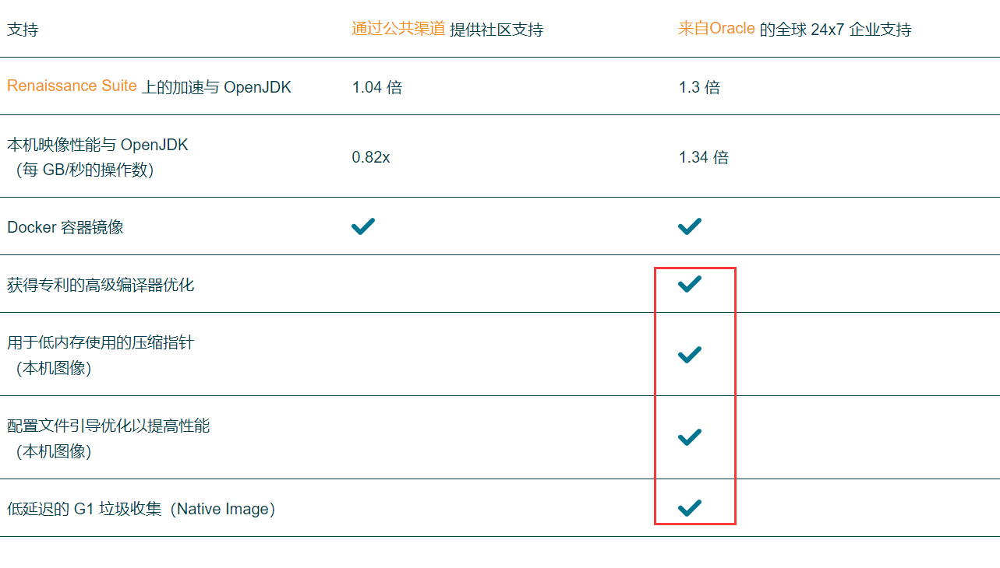 支持
通过公共渠道 提供社区支持
来自Oracle 的全球 24x7 企业支持
Renaissance Suite 上的加速与 OpenJDK
1.04 倍
1.3 倍
本机映像性能与 OpenJDK
（每 GB/秒的操作数）
0.82x
1.34 倍
Docker 容器镜像
获得专利的高级编译器优化
用于低内存使用的压缩指针
（本机图像）
配置文件引导优化以提高性能
（本机图像）
低延迟的 G1 垃圾收集（Native Image）